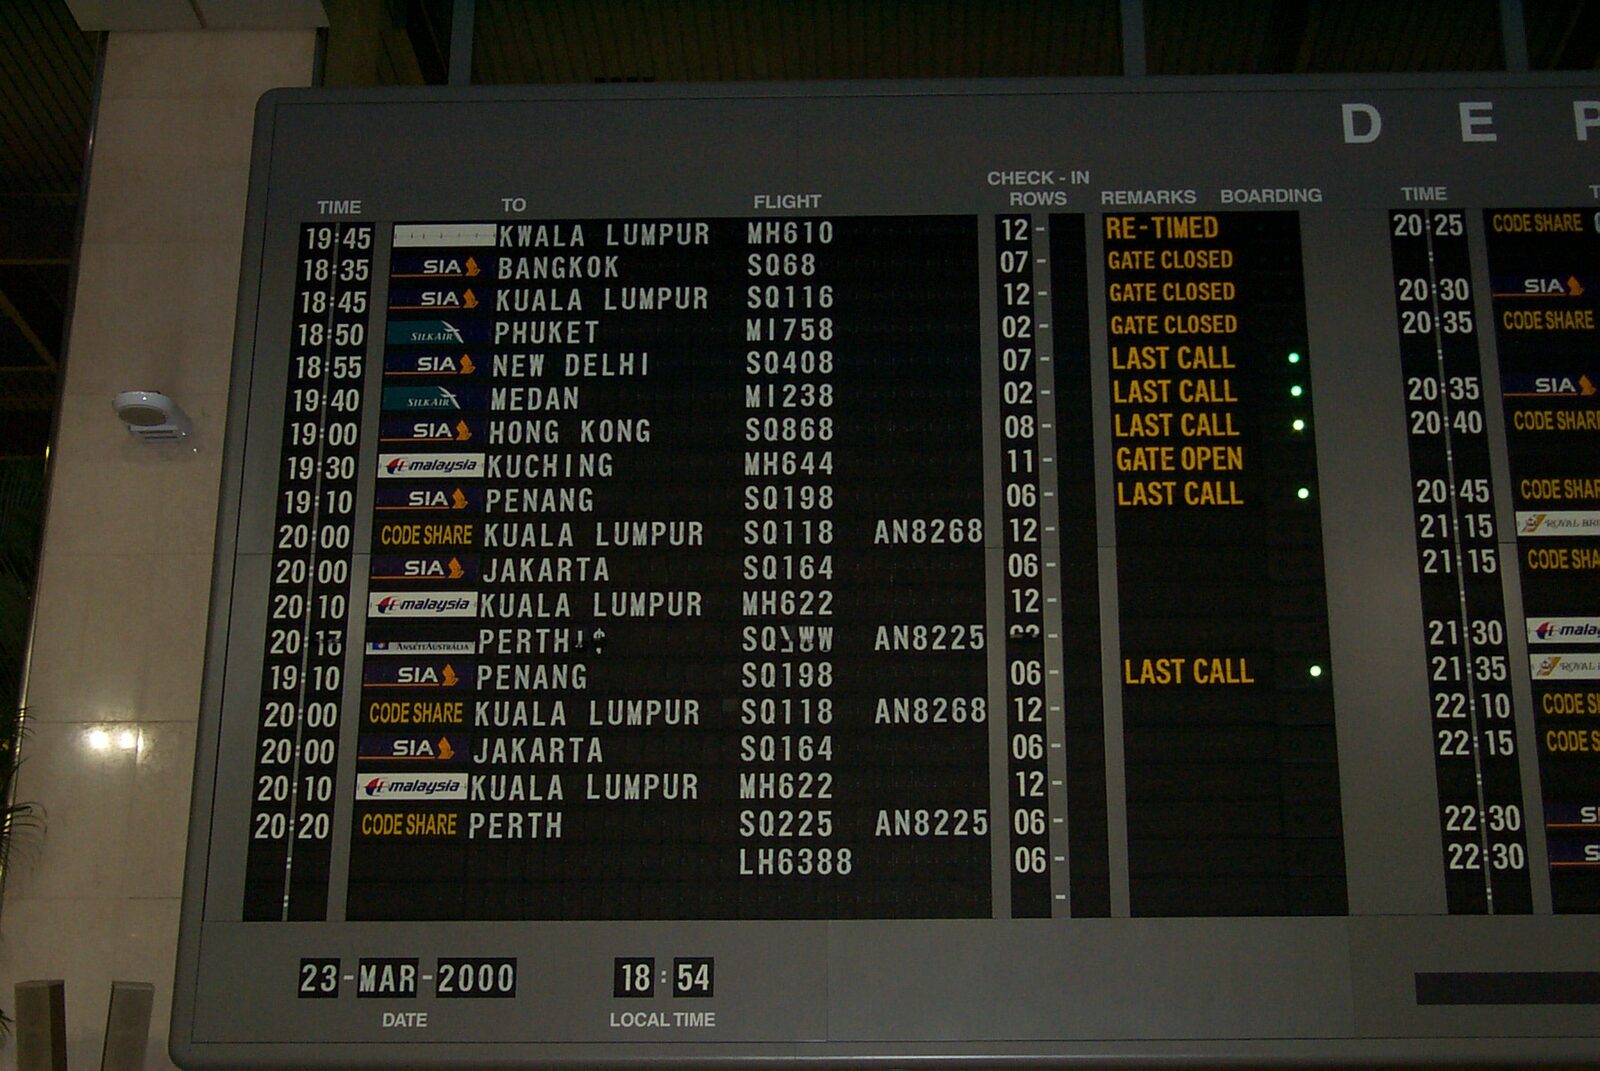 D E P
TIME TO FLIGHT CHECK - IN ROWS REMARKS BOARDING
19:45 KWALA LUMPUR MH610 12- RE-TIMED
18:35 SIA BANGKOK SQ68 07- GATE CLOSED
18:45 SIA KUALA LUMPUR SQ116 12- GATE CLOSED
18:50 SILKAIR PHUKET MI758 02- GATE CLOSED
18:55 SIA NEW DELHI SQ408 07- LAST CALL
19:40 SILKAIR MEDAN MI238 02- LAST CALL
19:00 SIA HONG KONG SQ868 08- LAST CALL
19:30 malaysia KUCHING MH644 11- GATE OPEN
19:10 SIA PENANG SQ198 06- LAST CALL
20:00 CODE SHARE KUALA LUMPUR SQ118 AN8268 12-
20:00 SIA JAKARTA SQ164 06-
20:10 malaysia KUALA LUMPUR MH622 12-
ANSETT AUSTRALIA PERTH AN8225
19:10 SIA PENANG SQ198 06- LAST CALL
20:00 CODE SHARE KUALA LUMPUR SQ118 AN8268 12-
20:00 SIA JAKARTA SQ164 06-
20:10 malaysia KUALA LUMPUR MH622 12-
20:20 CODE SHARE PERTH SQ225 AN8225 06-
: LH6388 06-
: -
TIME
20:25 CODE SHARE
:
20:30 SIA
20:35 CODE SHARE
:
20:35 SIA
20:40 CODE SHARE
:
20:45 CODE SHAR
21:15 ROYAL BR
21:15 CODE SHA
:
21:30 mala
21:35 ROYAL
22:10 CODE S
22:15 CODE S
:
22:30 S
22:30 S
:
23-MAR-2000 18:54
DATE LOCAL TIME